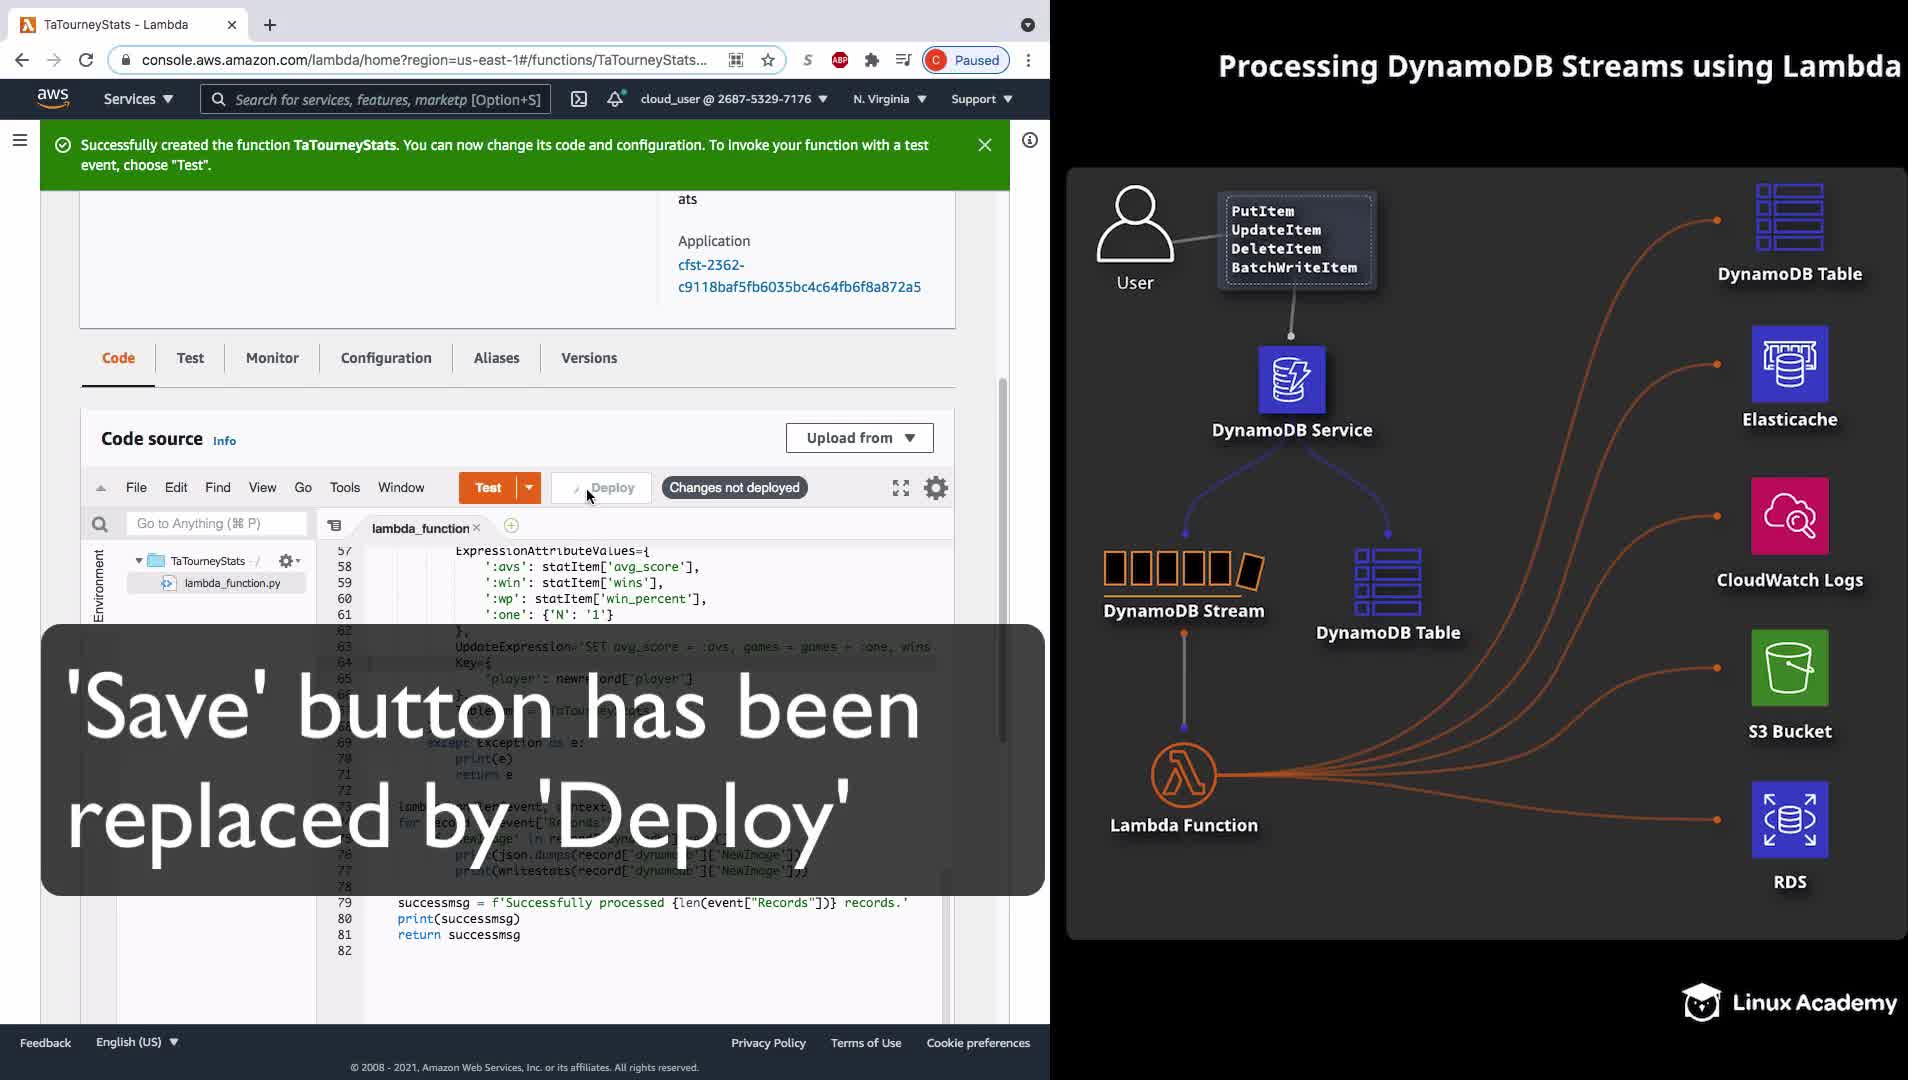 TaTourneyStats - Lambda
console.aws.amazon.com/lambda/home?region=us-east-1#/functions/TaTourneyStats...
ABP
C Paused
aws
Services
Search for services, features, marketp [Option+S]
cloud_user @ 2687-5329-7176
N. Virginia
Support
Successfully created the function TaTourneyStats. You can now change its code and configuration. To invoke your function with a test
event, choose "Test".
ats
Application
cfst-2362-
c9118baf5fb6035bc4c64fb6f8a872a5
Code
Test
Monitor
Configuration
Aliases
Versions
Code source Info
Upload from
File Edit Find View Go Tools Window
Test
Deploy
Changes not deployed
Go to Anything (⌘ P)
lambda_function
Environment
TaTourneyStats - /
lambda_function.py
57 ExpressionAttributeValues={
58 ':avs': statItem['avg_score'],
59 ':win': statItem['wins'],
60 ':wp': statItem['win_percent'],
61 ':one': {'N': '1'}
62 },
63 UpdateExpression='SET avg_score = :avs, games = games + :one, wins
64 Key={
65 'player': newrecord['player']
69 except Exception as e:
70 print(e)
71 return e
76 print(json.dumps(record['dynamodb']['NewImage']))
77 print(writestats(record['dynamodb']['NewImage']))
78
79 successmsg = f'Successfully processed {len(event["Records"])} records.'
80 print(successmsg)
81 return successmsg
82
'Save' button has been
replaced by 'Deploy'
Feedback
English (US)
Privacy Policy
Terms of Use
Cookie preferences
© 2008 - 2021, Amazon Web Services, Inc. or its affiliates. All rights reserved.
Processing DynamoDB Streams using Lambda
User
PutItem
UpdateItem
DeleteItem
BatchWriteItem
DynamoDB Service
DynamoDB Stream
DynamoDB Table
Lambda Function
DynamoDB Table
Elasticache
CloudWatch Logs
S3 Bucket
RDS
Linux Academy